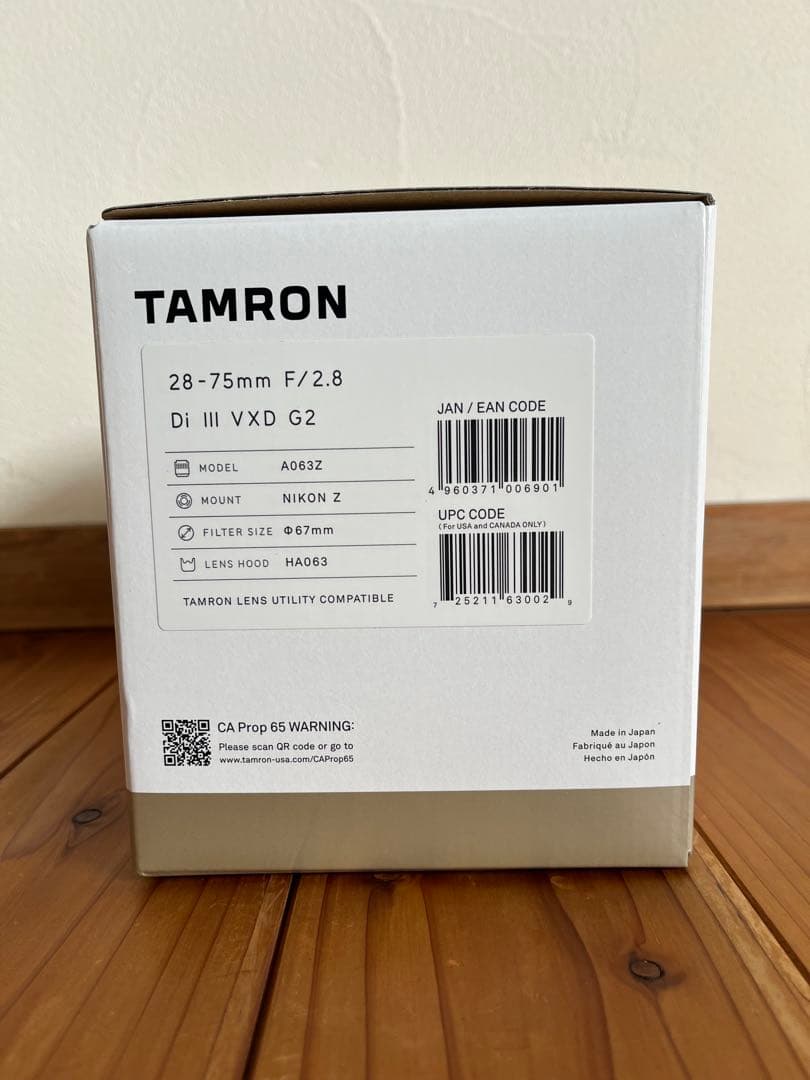 TAMRON
28-75mm F/2.8
Di III VXD G2
MODEL A063Z
MOUNT NIKON Z
FILTER SIZE Φ67mm
LENS HOOD HA063
TAMRON LENS UTILITY COMPATIBLE
JAN / EAN CODE
4 960371 006901
UPC CODE
(For USA and CANADA ONLY)
7 25211 63002 9
CA Prop 65 WARNING:
Please scan QR code or go to
www.tamron-usa.com/CAProp65
Made in Japan
Fabriqué au Japon
Hecho en Japón